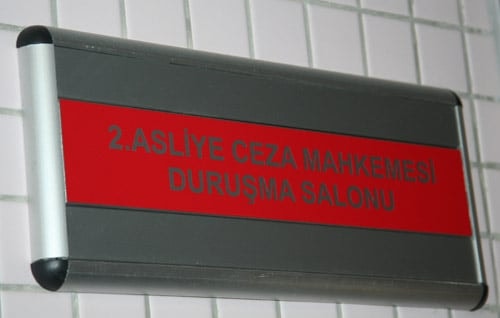 2.ASLİYE CEZA MAHKEMESİ
DURUŞMA SALONU